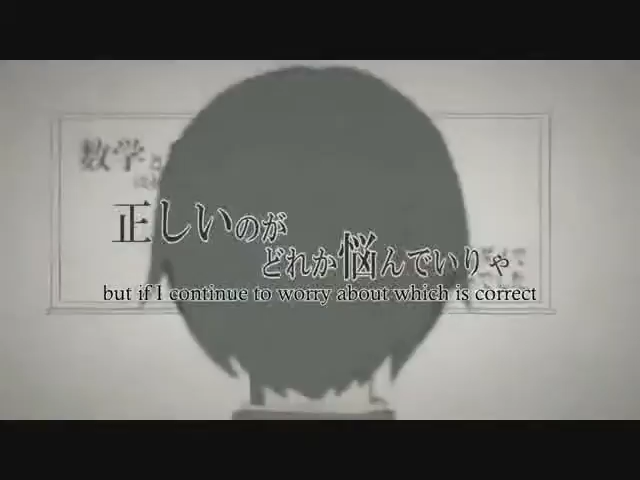 数学と
正しいのが
どれか悩んでいりゃ
but if I continue to worry about which is correct